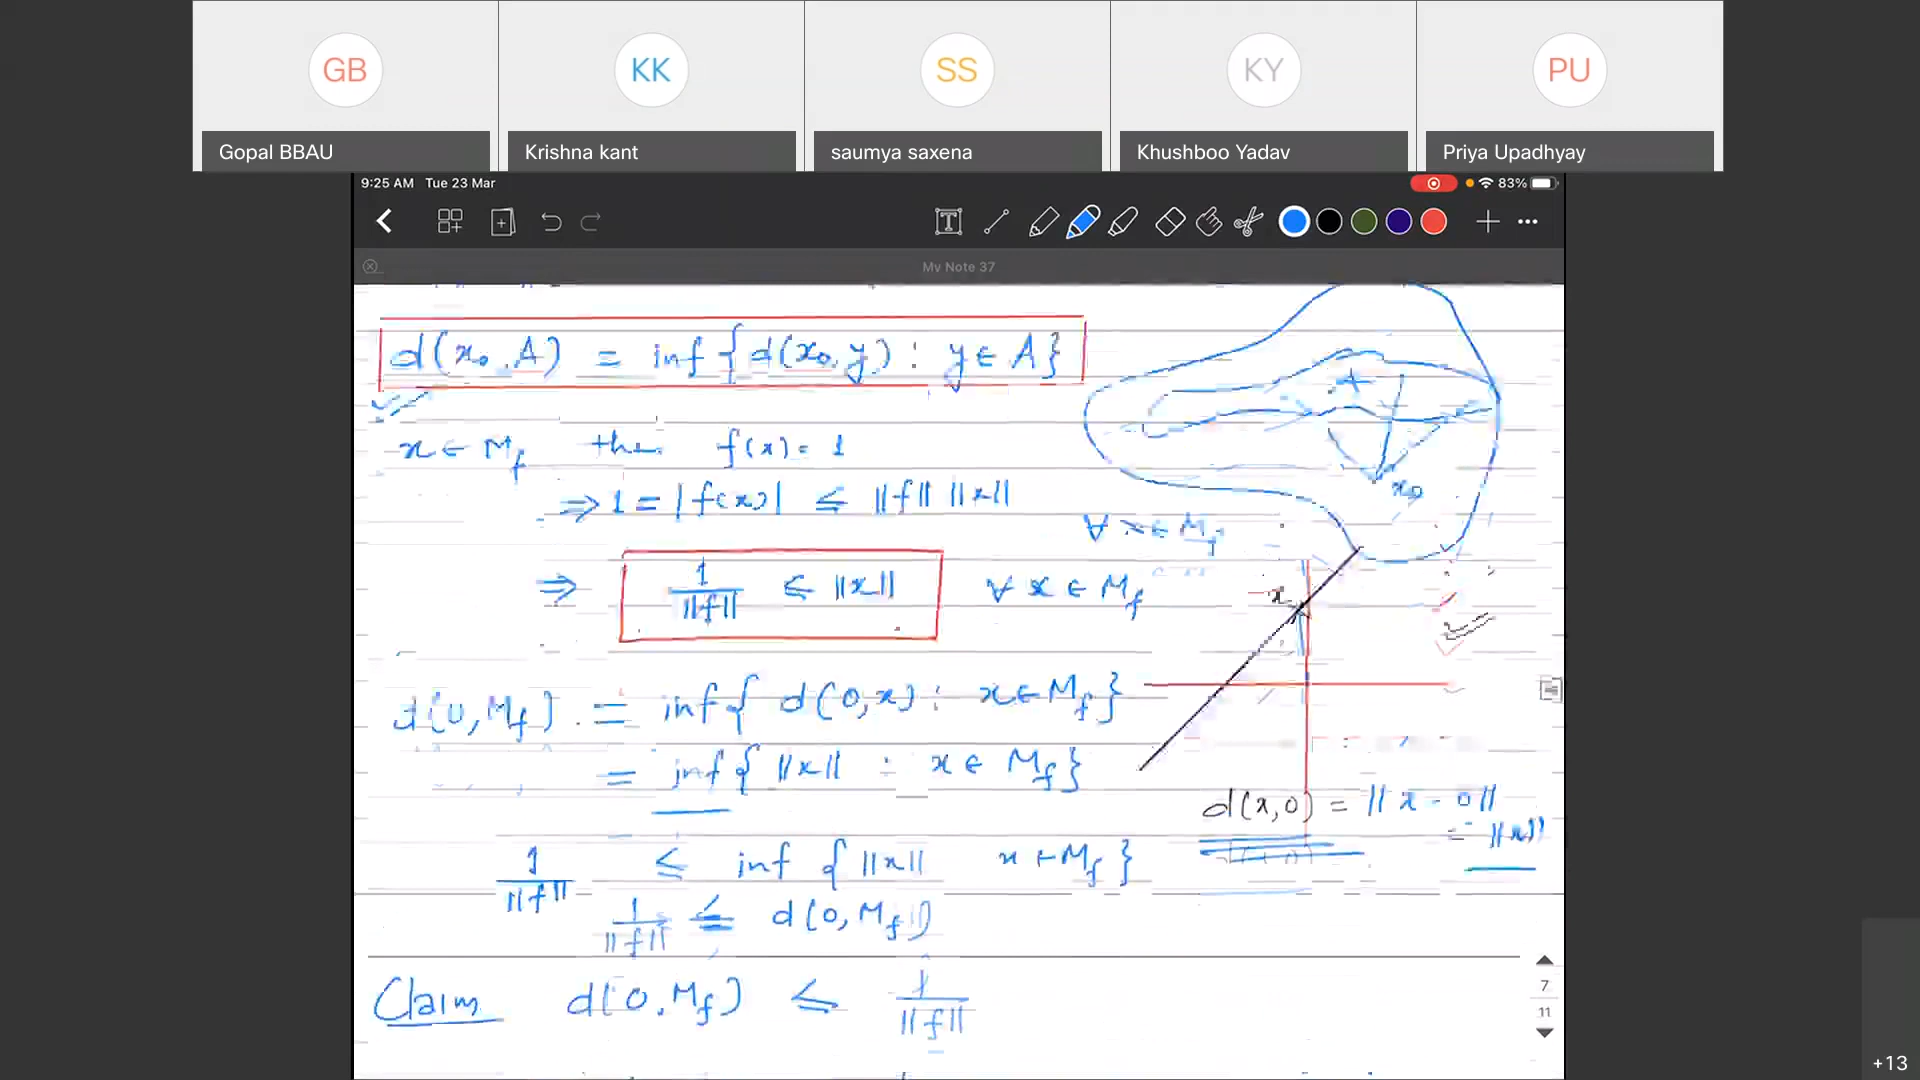 GB KK SS KY PU
Gopal BBAU Krishna kant saumya saxena Khushboo Yadav Priya Upadhyay
9:25 AM Tue 23 Mar 83%
My Note 37
d(x₀, A) = inf{d(x₀, y) : y ∈ A}
x₀
x ∈ M_f then f(x) = 1
⇒ 1 = |f(x)| ≤ ||f|| ||x||
∀ x ∈ M_f
⇒ 1/||f|| ≤ ||x|| ∀ x ∈ M_f
x
d(0, M_f) = inf{ d(0, x) : x ∈ M_f}
= inf{ ||x|| : x ∈ M_f}
d(x, 0) = ||x - 0||
= ||x||
1/||f|| ≤ inf {||x|| x ∈ M_f}
1/||f|| ≤ d(0, M_f)
Claim d(0, M_f) ≤ 1/||f||
7
11
+13